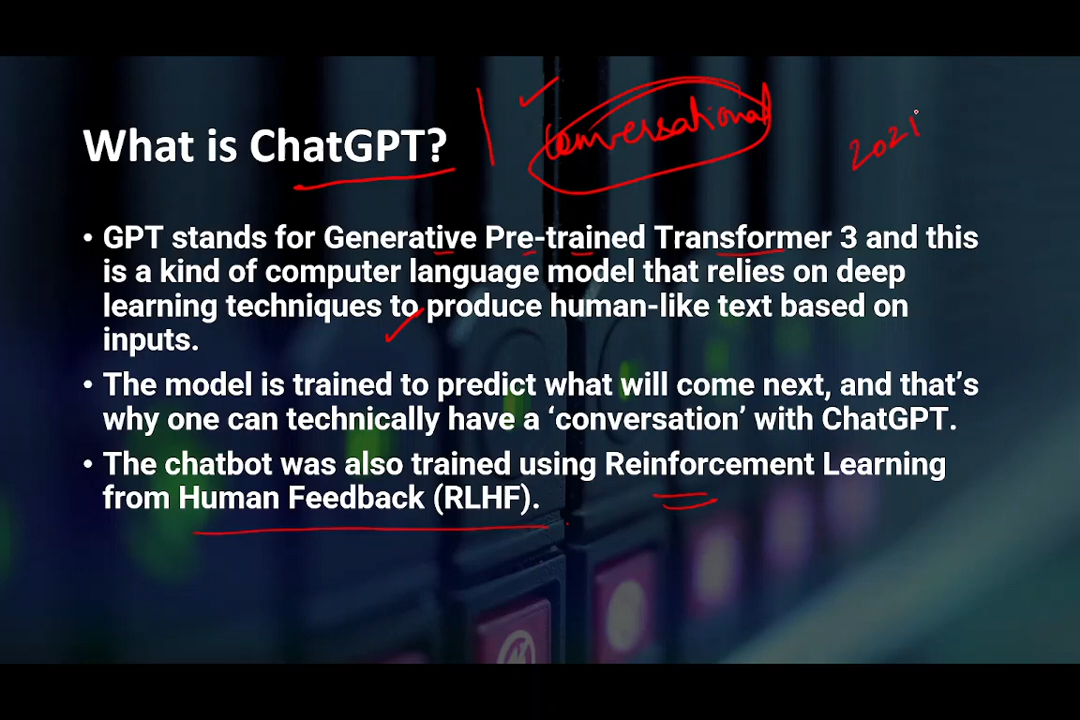 conversational
2021
What is ChatGPT?
• GPT stands for Generative Pre-trained Transformer 3 and this
is a kind of computer language model that relies on deep
learning techniques to produce human-like text based on
inputs.
• The model is trained to predict what will come next, and that’s
why one can technically have a ‘conversation’ with ChatGPT.
• The chatbot was also trained using Reinforcement Learning
from Human Feedback (RLHF).